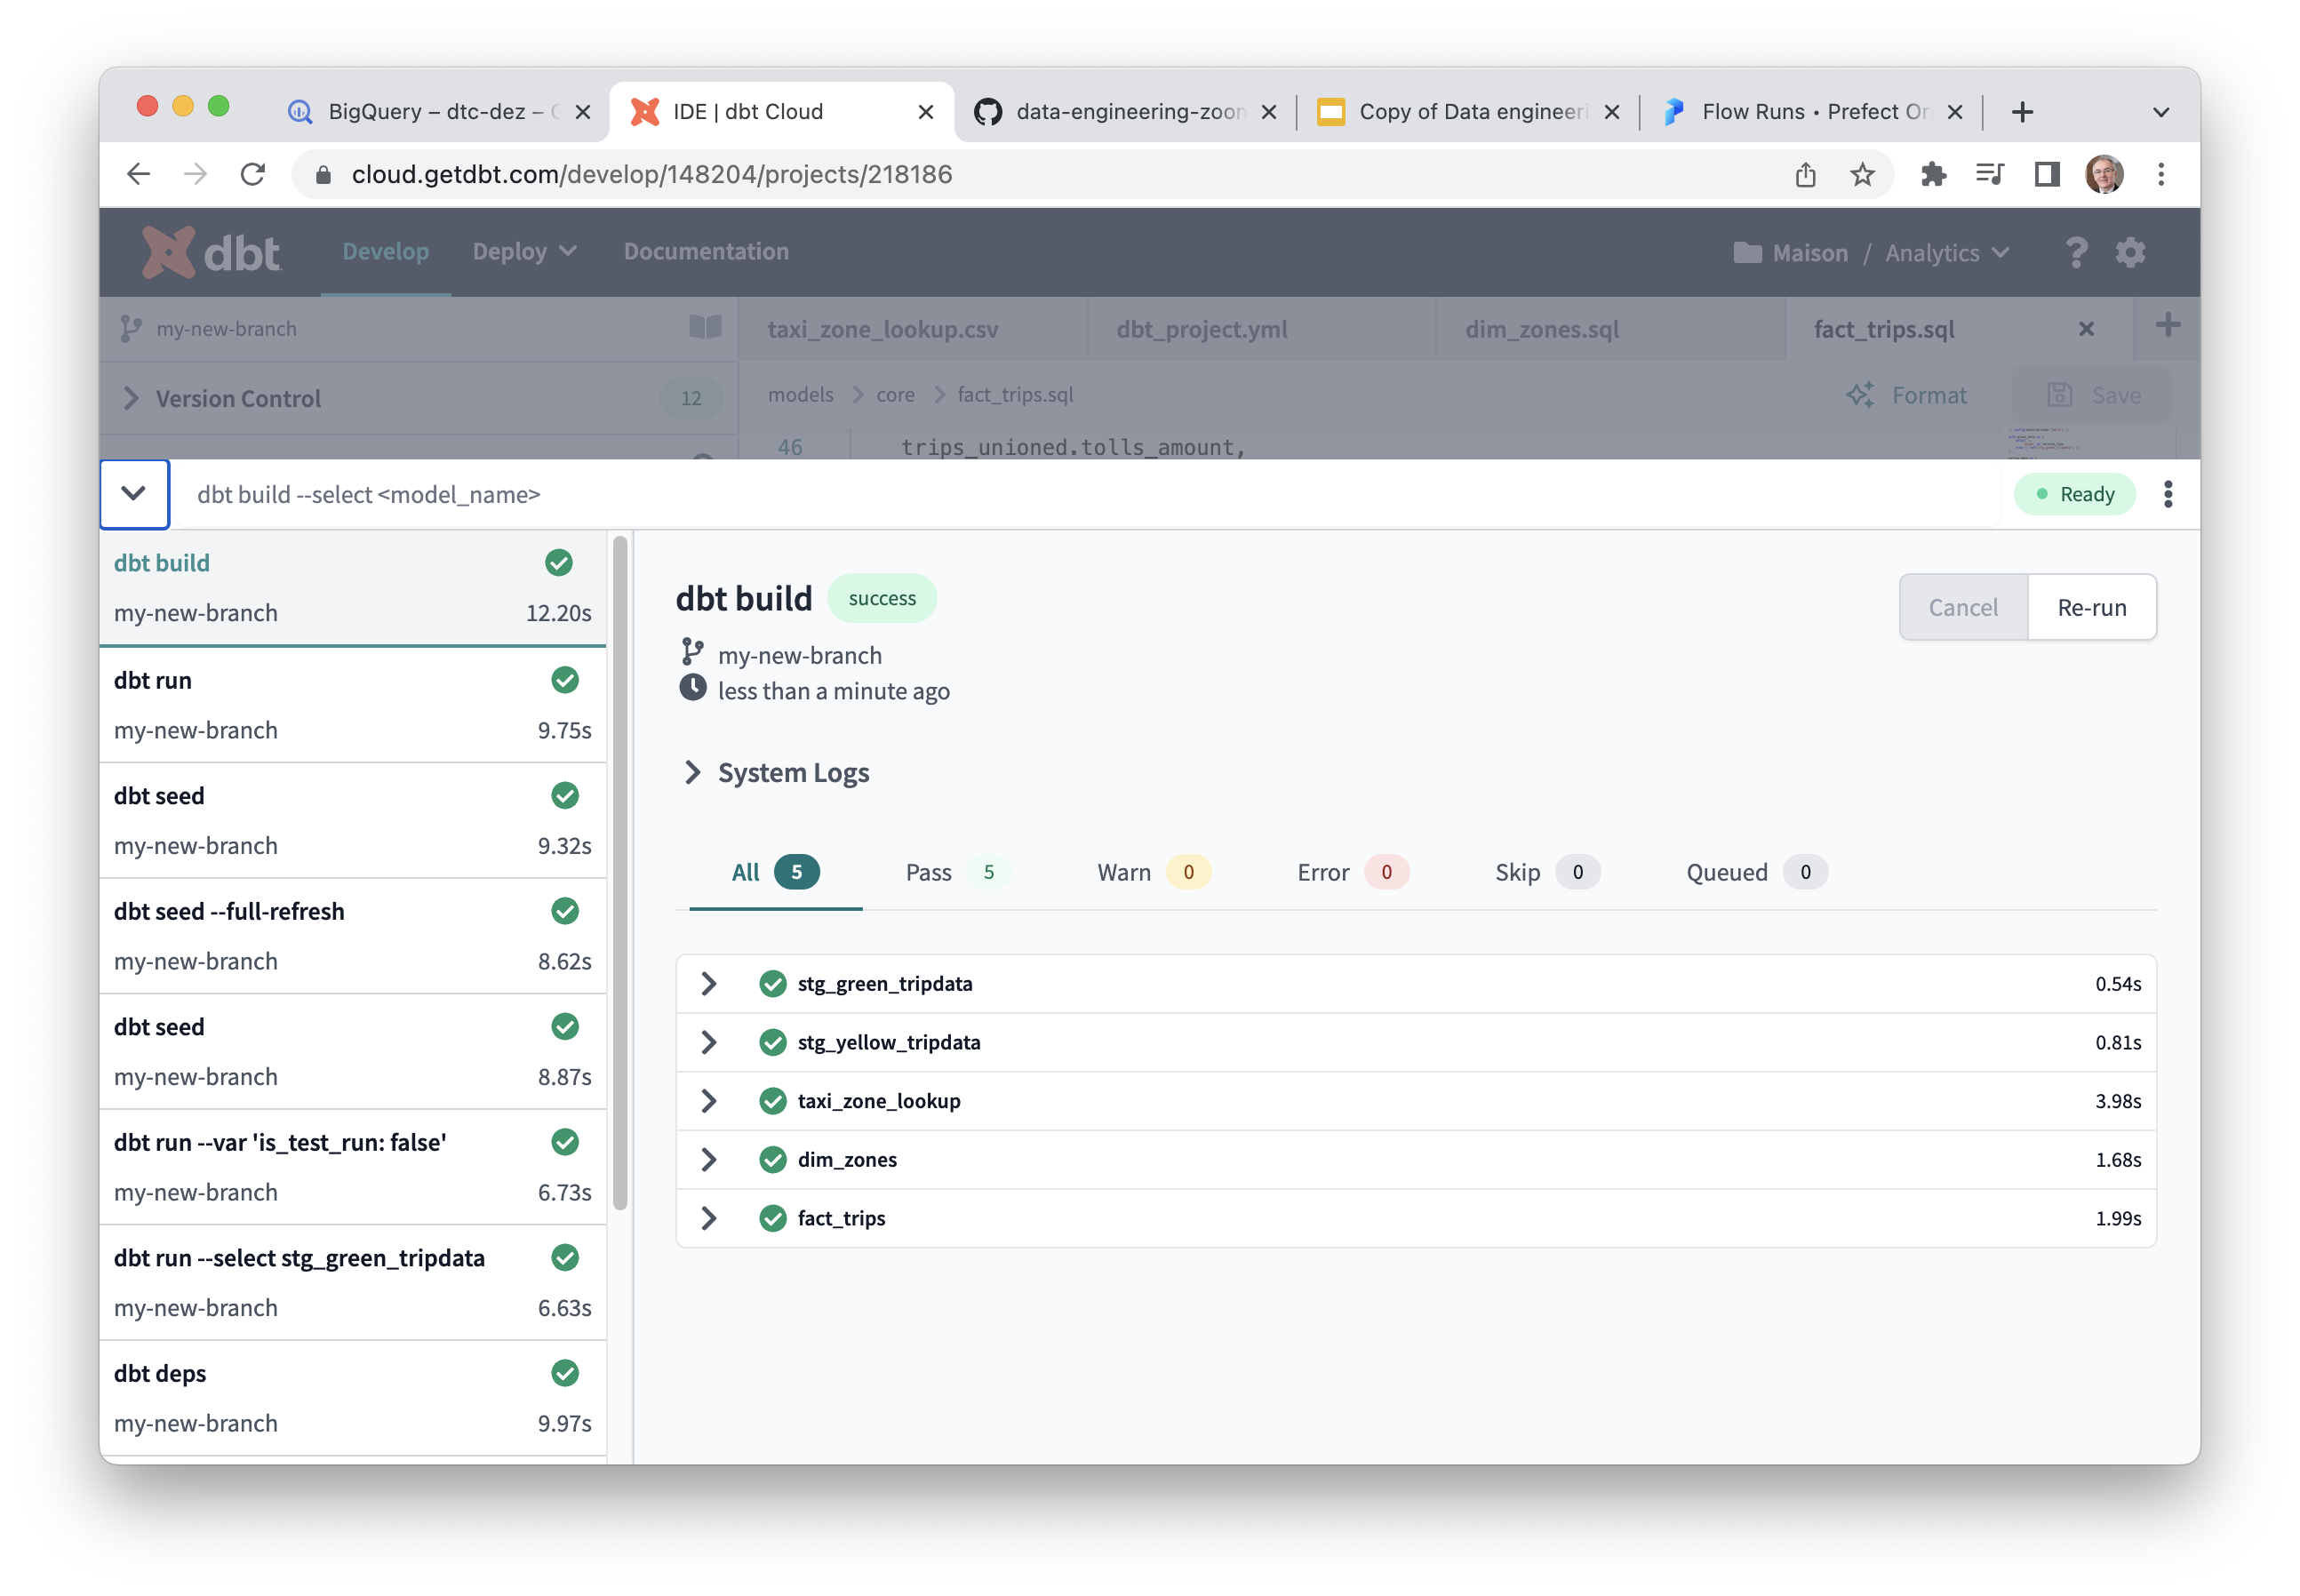 BigQuery – dtc-dez –
IDE | dbt Cloud
data-engineering-zoon
Copy of Data engineeri
Flow Runs • Prefect Or
cloud.getdbt.com/develop/148204/projects/218186
dbt
Develop
Deploy
Documentation
Maison / Analytics
?
my-new-branch
taxi_zone_lookup.csv
dbt_project.yml
dim_zones.sql
fact_trips.sql
Version Control 12
models > core > fact_trips.sql
Format
Save
46 trips_unioned.tolls_amount,
dbt build --select <model_name>
Ready
dbt build
my-new-branch 12.20s
dbt run
my-new-branch 9.75s
dbt seed
my-new-branch 9.32s
dbt seed --full-refresh
my-new-branch 8.62s
dbt seed
my-new-branch 8.87s
dbt run --var 'is_test_run: false'
my-new-branch 6.73s
dbt run --select stg_green_tripdata
my-new-branch 6.63s
dbt deps
my-new-branch 9.97s
dbt build success
Cancel
Re-run
my-new-branch
less than a minute ago
System Logs
All 5
Pass 5
Warn 0
Error 0
Skip 0
Queued 0
stg_green_tripdata 0.54s
stg_yellow_tripdata 0.81s
taxi_zone_lookup 3.98s
dim_zones 1.68s
fact_trips 1.99s